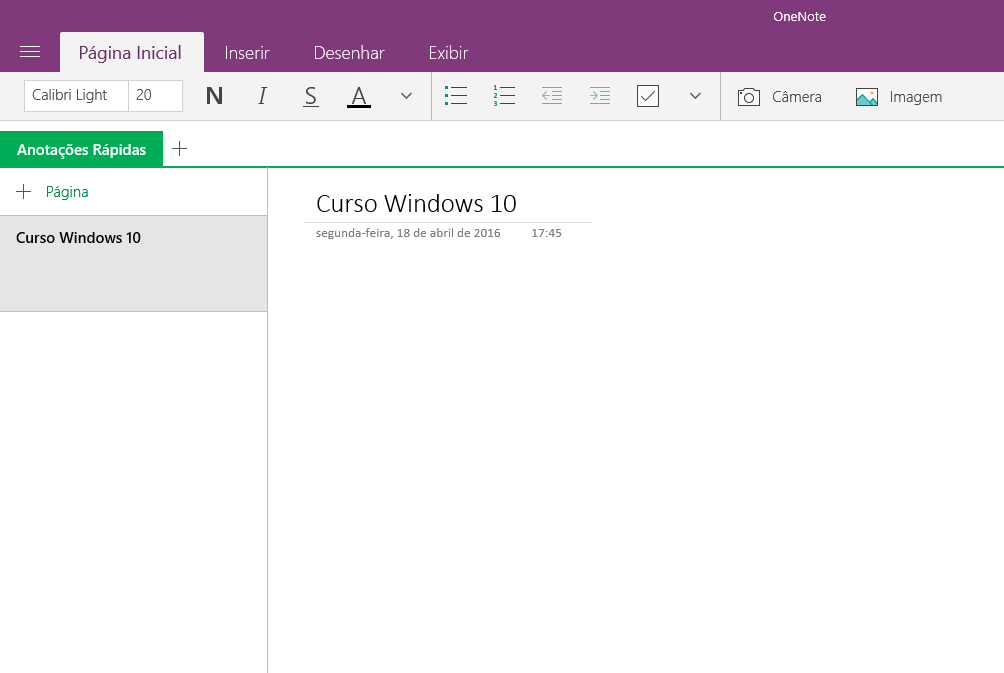 OneNote
Página Inicial Inserir Desenhar Exibir
Calibri Light 20 N I S A Câmera Imagem
Anotações Rápidas
Página
Curso Windows 10
Curso Windows 10
segunda-feira, 18 de abril de 2016 17:45